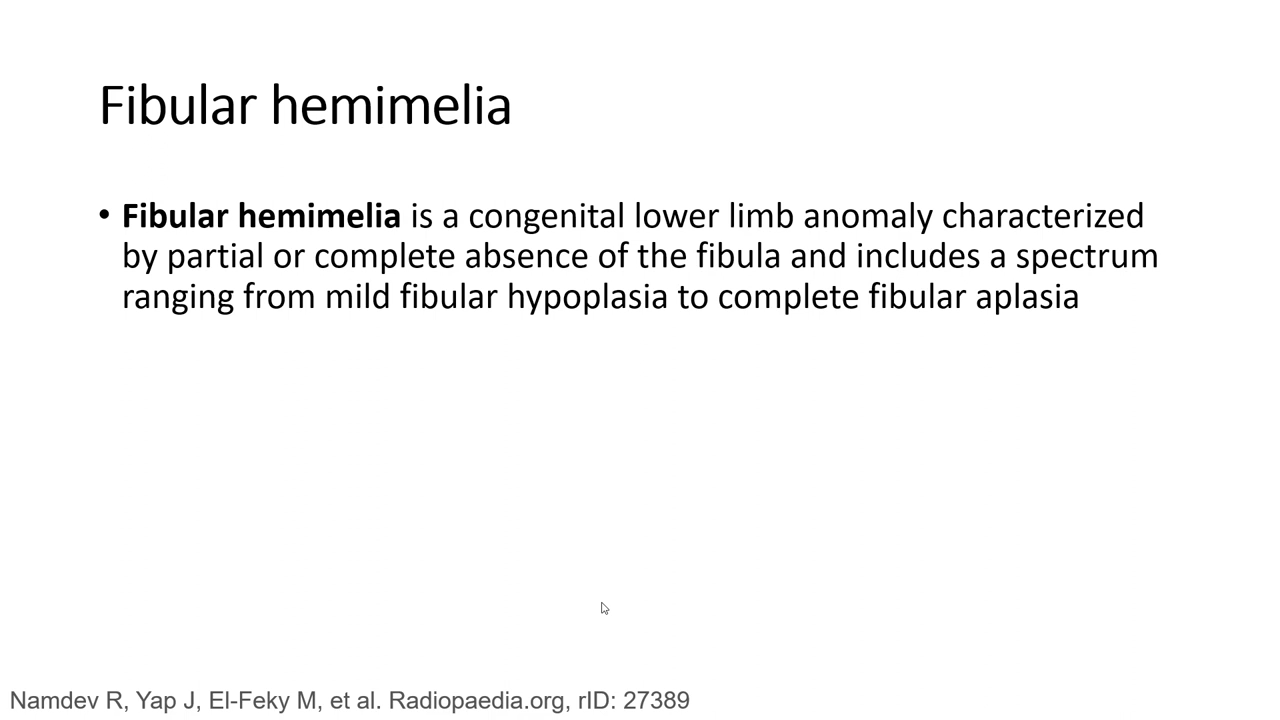 Fibular hemimelia
• Fibular hemimelia is a congenital lower limb anomaly characterized
by partial or complete absence of the fibula and includes a spectrum
ranging from mild fibular hypoplasia to complete fibular aplasia
Namdev R, Yap J, El-Feky M, et al. Radiopaedia.org, rID: 27389